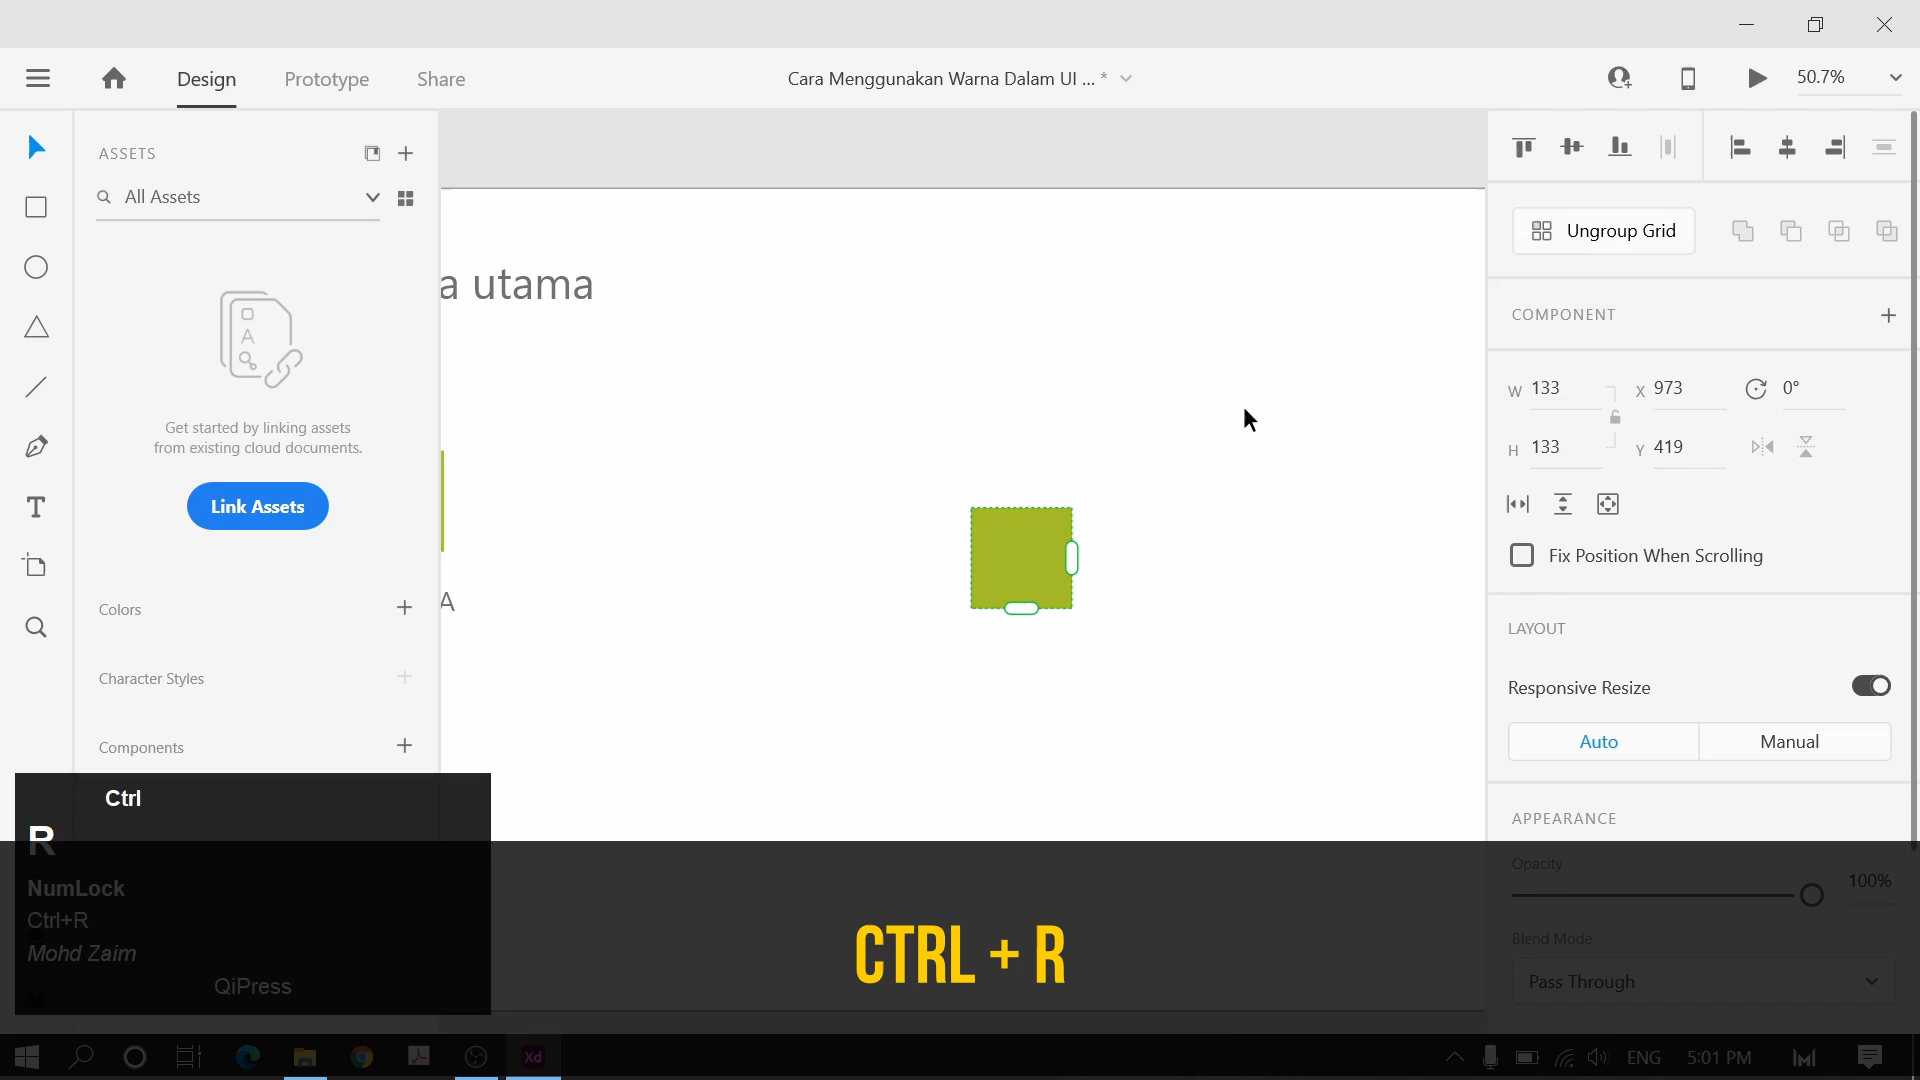 Design Prototype Share Cara Menggunakan Warna Dalam UI ... * 50.7%
ASSETS
All Assets
A
Get started by linking assets
from existing cloud documents.
Link Assets
Colors
Character Styles
Components
a utama
A
Ungroup Grid
COMPONENT
W 133 X 973 0°
H 133 Y 419
Fix Position When Scrolling
LAYOUT
Responsive Resize
Auto Manual
APPEARANCE
Opacity
100%
Blend Mode
Pass Through
Ctrl
R
NumLock
Ctrl+R
Mohd Zaim
QiPress
CTRL + R
Xd ENG 5:01 PM